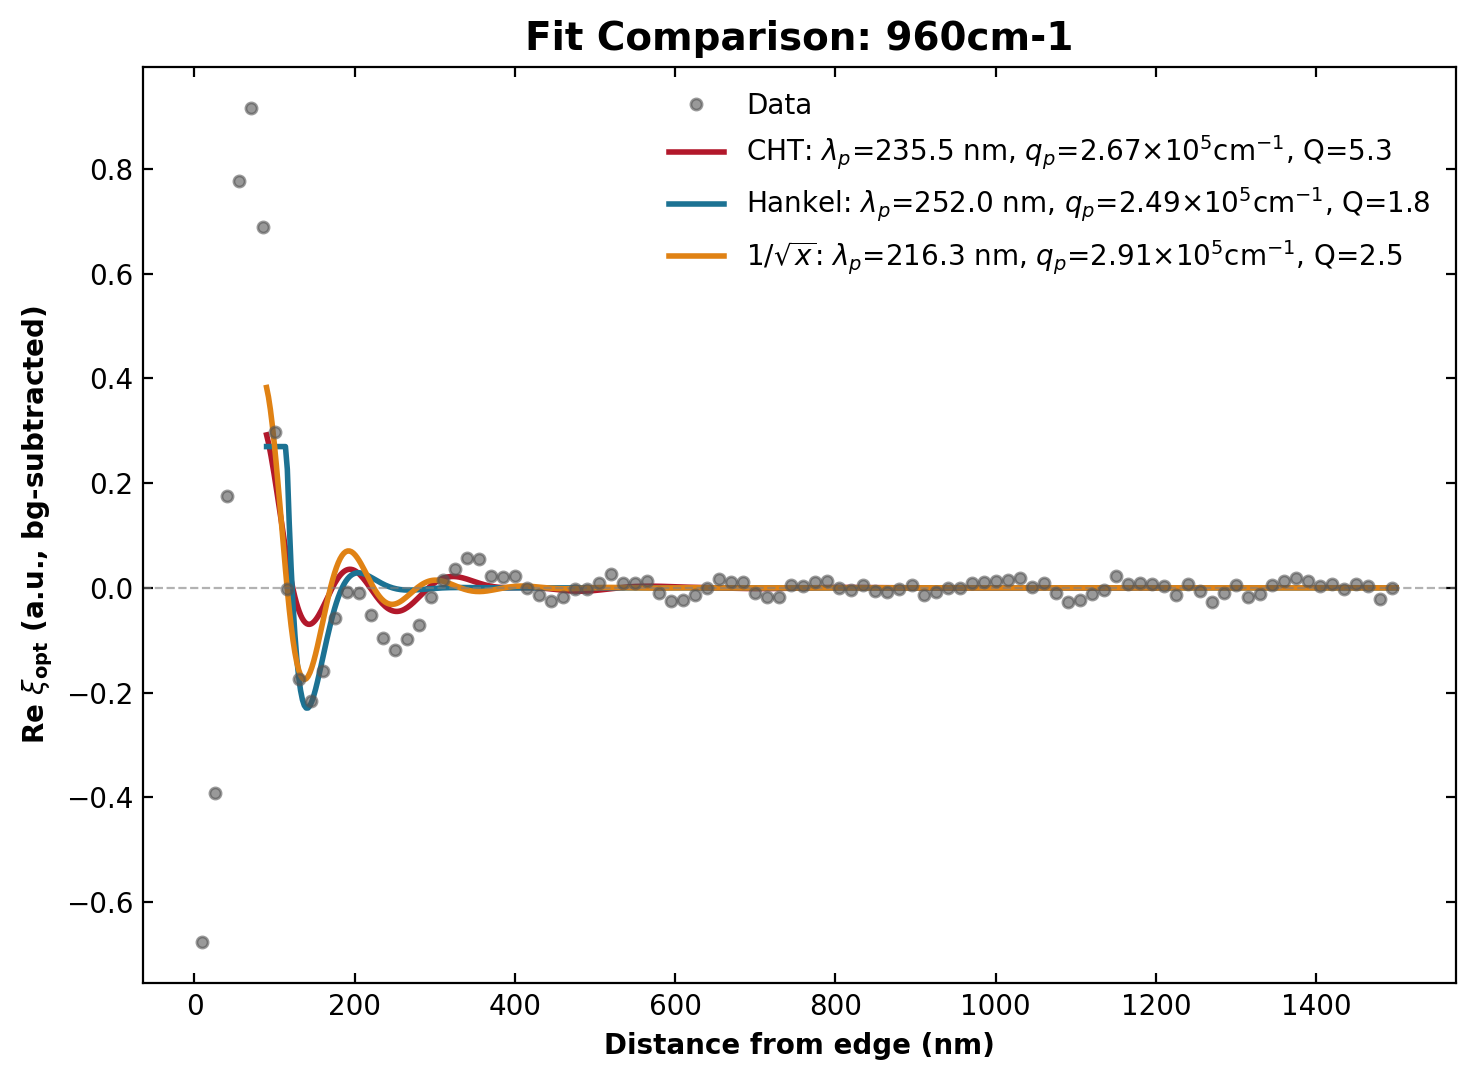 Fit Comparison: 960cm-1
Data
CHT: λp=235.5 nm, qp=2.67×10⁵cm⁻¹, Q=5.3
Hankel: λp=252.0 nm, qp=2.49×10⁵cm⁻¹, Q=1.8
1/√x: λp=216.3 nm, qp=2.91×10⁵cm⁻¹, Q=2.5
Re ξopt (a.u., bg-subtracted)
0.8
0.6
0.4
0.2
0.0
−0.2
−0.4
−0.6
0 200 400 600 800 1000 1200 1400
Distance from edge (nm)